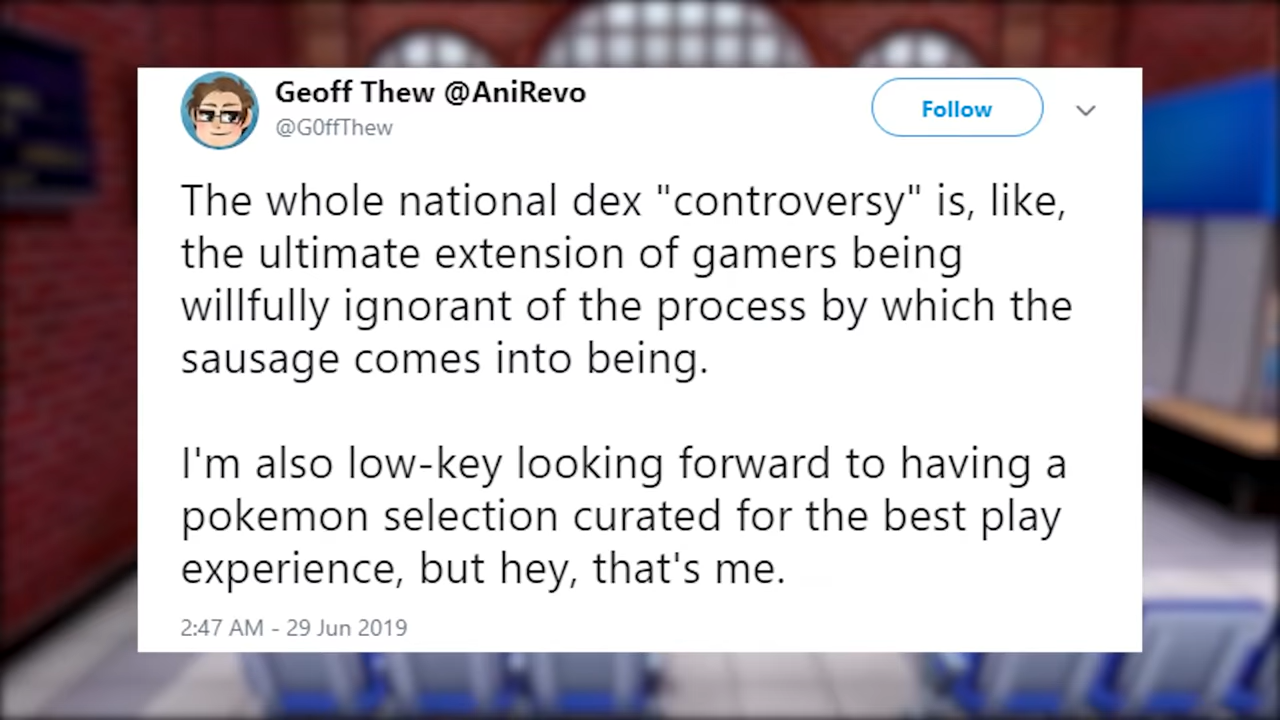 Geoff Thew @AniRevo
@G0ffThew
Follow
The whole national dex "controversy" is, like,
the ultimate extension of gamers being
willfully ignorant of the process by which the
sausage comes into being.
I'm also low-key looking forward to having a
pokemon selection curated for the best play
experience, but hey, that's me.
2:47 AM - 29 Jun 2019